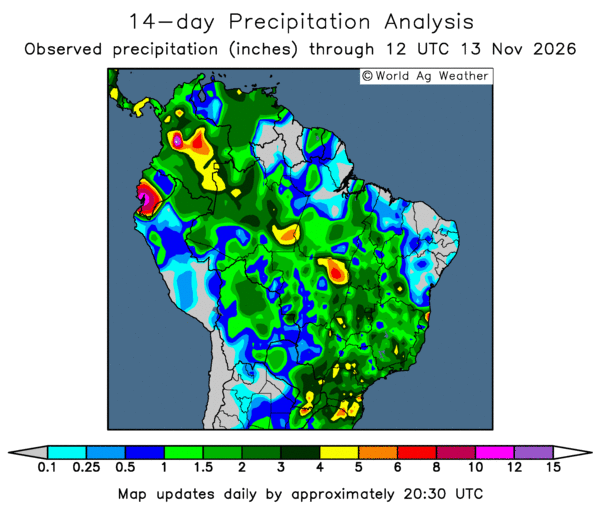 14-day Precipitation Analysis
Observed precipitation (inches) through 12 UTC 13 Nov 2026
© World Ag Weather
0.1 0.25 0.5 1 1.5 2 3 4 5 6 8 10 12 15
Map updates daily by approximately 20:30 UTC